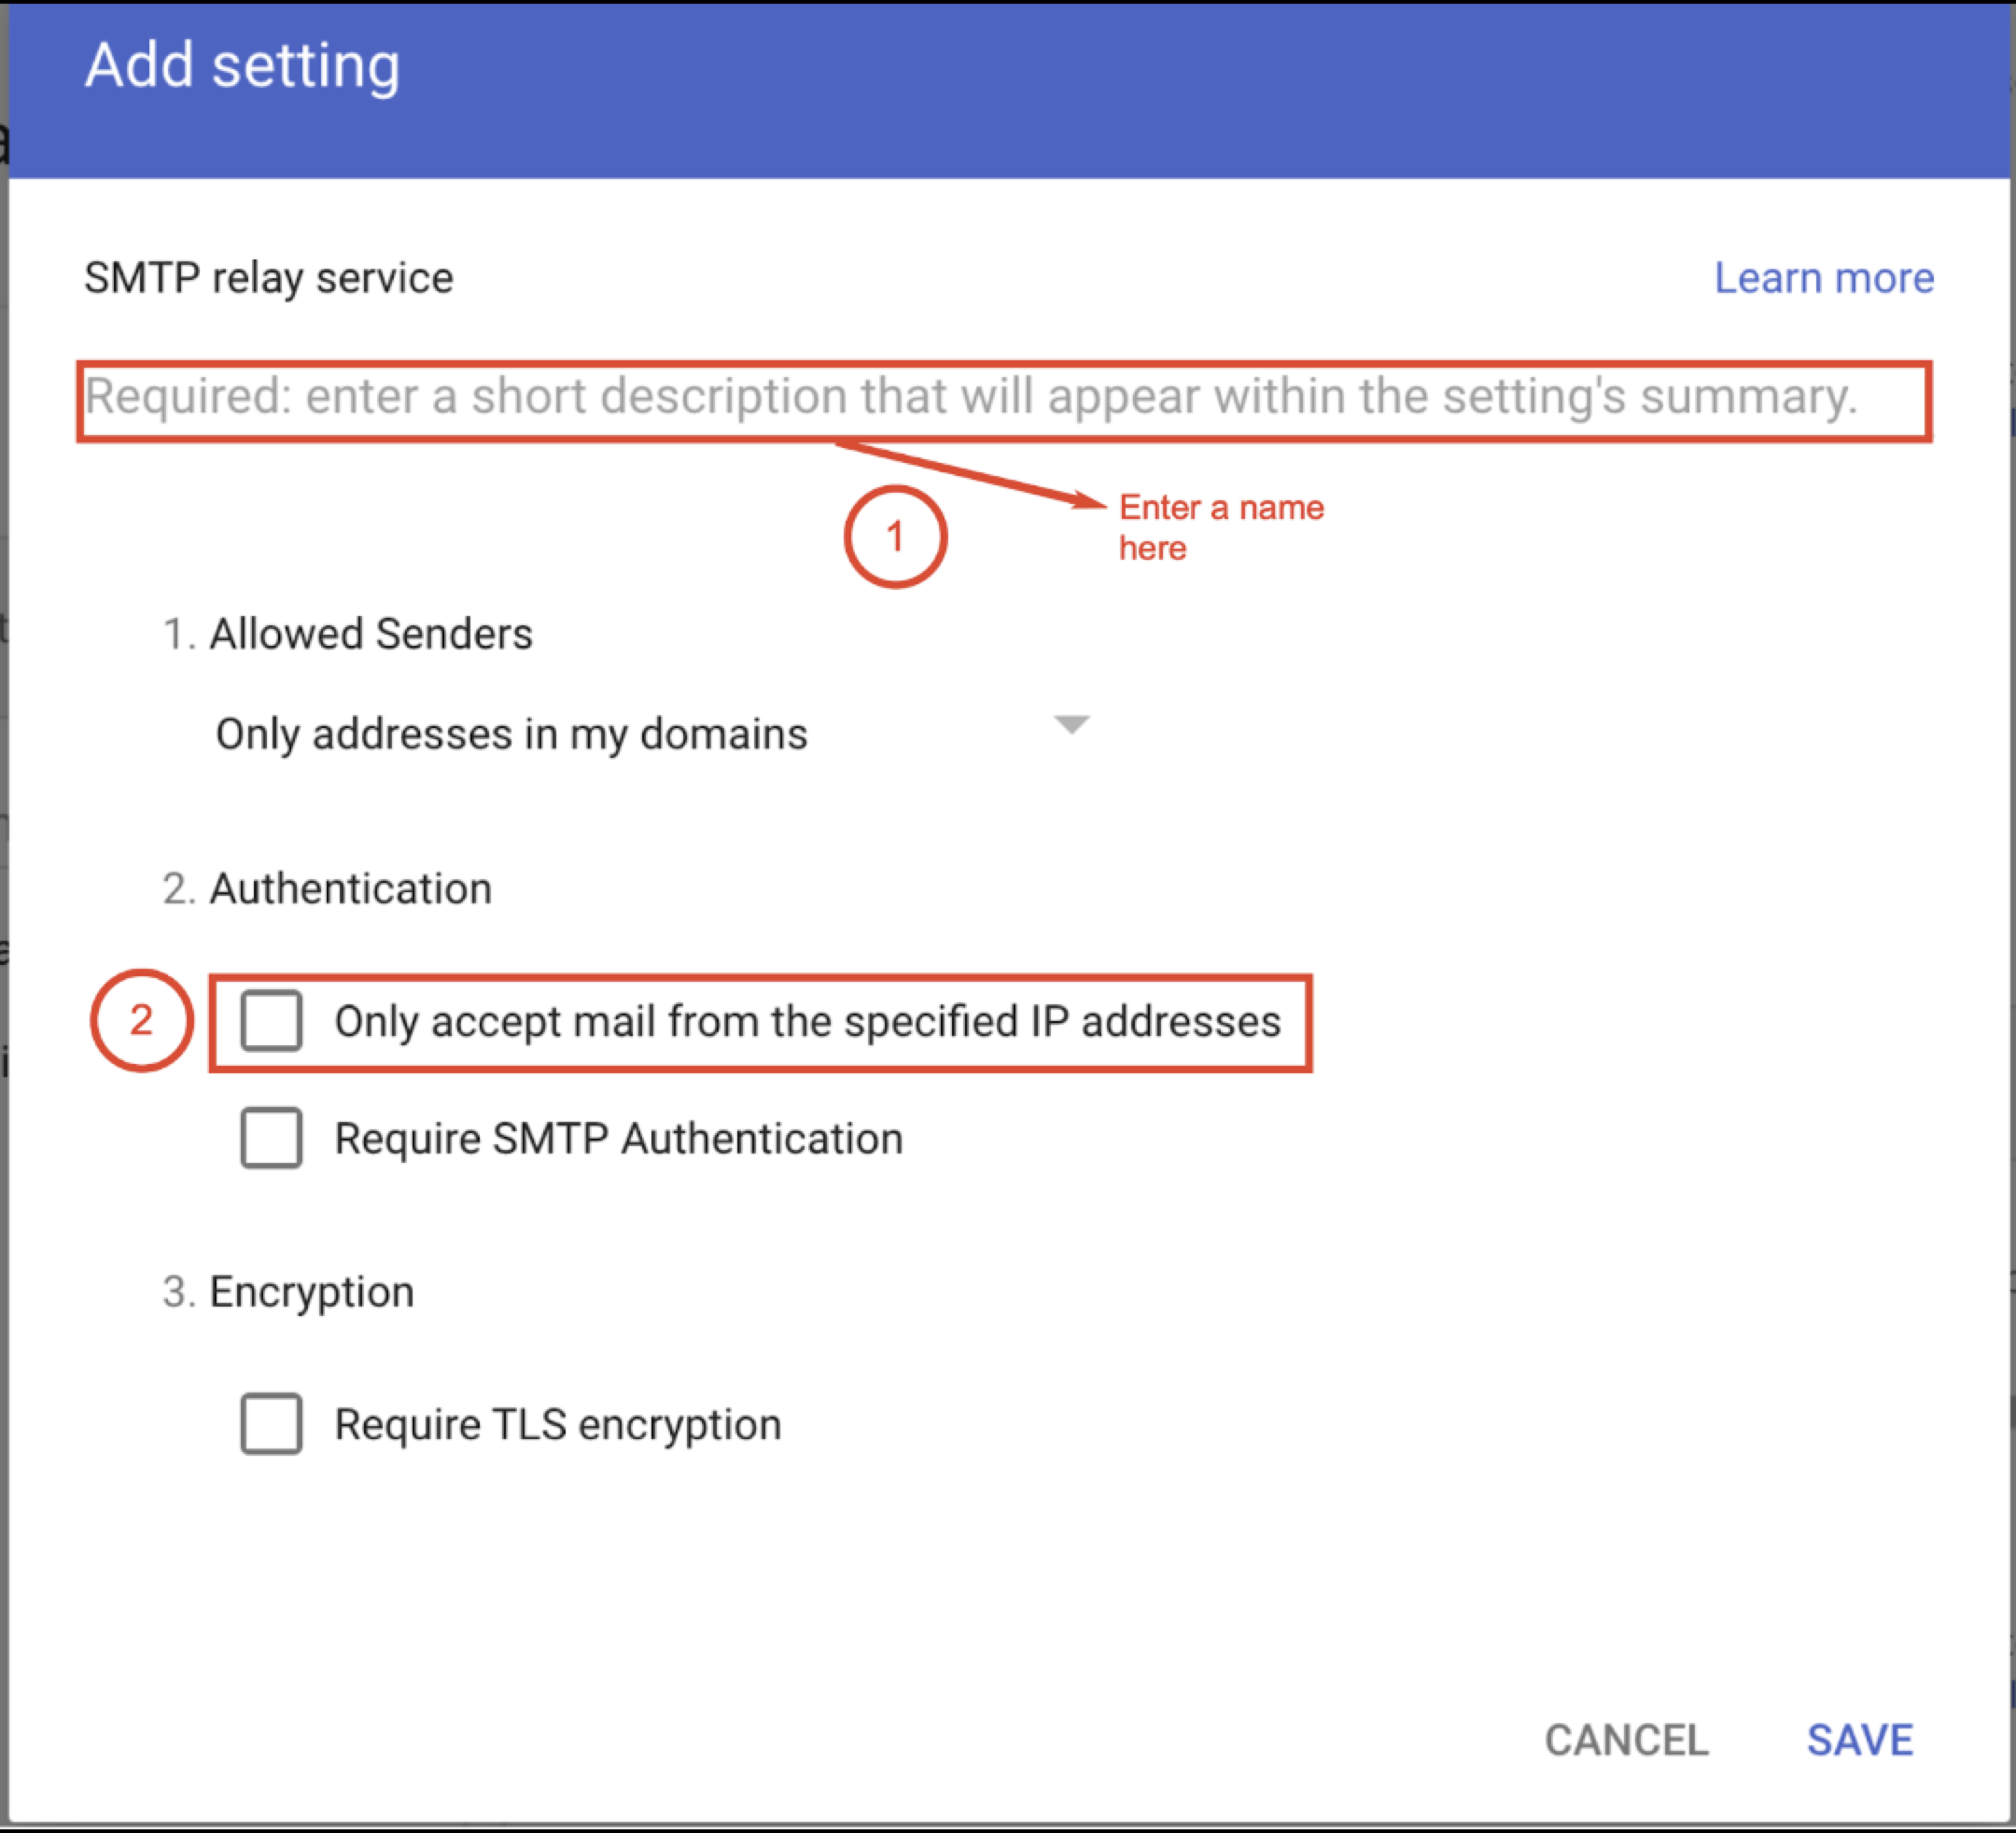 Add setting
SMTP relay service
Learn more
Required: enter a short description that will appear within the setting's summary.
1
Enter a name
here
1. Allowed Senders
Only addresses in my domains
2. Authentication
2
Only accept mail from the specified IP addresses
Require SMTP Authentication
3. Encryption
Require TLS encryption
CANCEL
SAVE